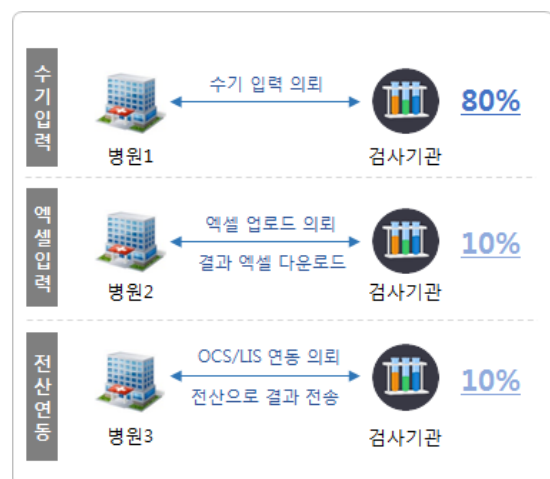 수기입력
수기 입력 의뢰
80%
병원1
검사기관
엑셀입력
엑셀 업로드 의뢰
결과 엑셀 다운로드
10%
병원2
검사기관
전산연동
OCS/LIS 연동 의뢰
전산으로 결과 전송
10%
병원3
검사기관